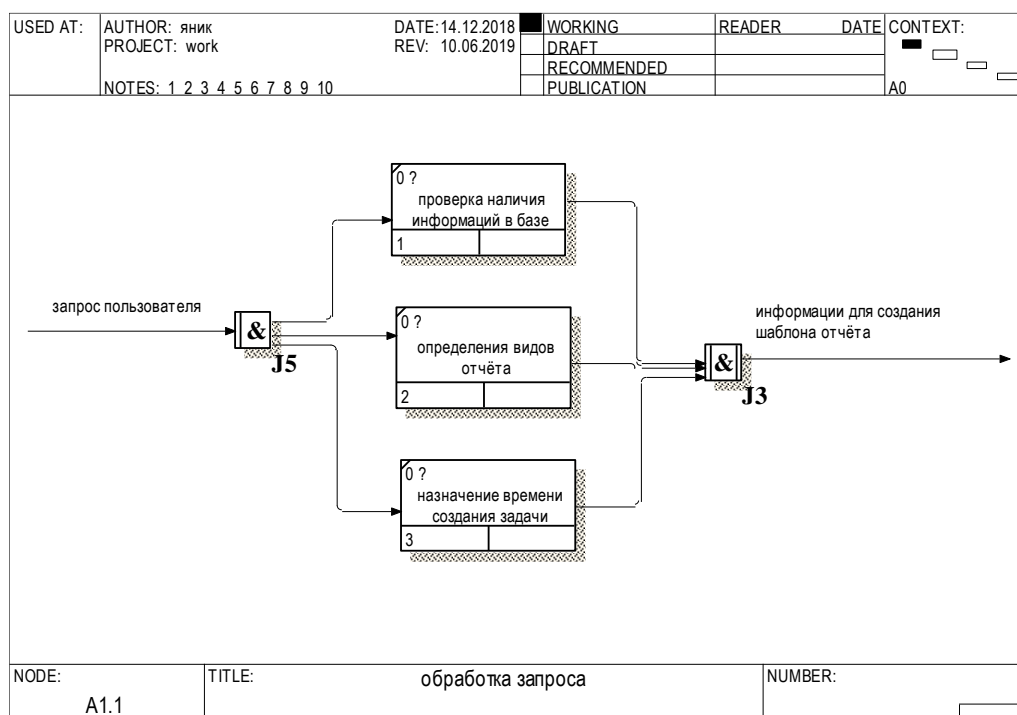 USED AT:
AUTHOR: яник
DATE: 14.12.2018
WORKING
READER
DATE
CONTEXT:
PROJECT: work
REV: 10.06.2019
DRAFT
RECOMMENDED
NOTES: 1 2 3 4 5 6 7 8 9 10
PUBLICATION
A0
0 ?
проверка наличия
информаций в базе
1
запрос пользователя
&
J5
0 ?
определения видов
отчёта
2
информации для создания
шаблона отчёта
&
J3
0 ?
назначение времени
создания задачи
3
NODE:
TITLE:
обработка запроса
NUMBER:
A1.1